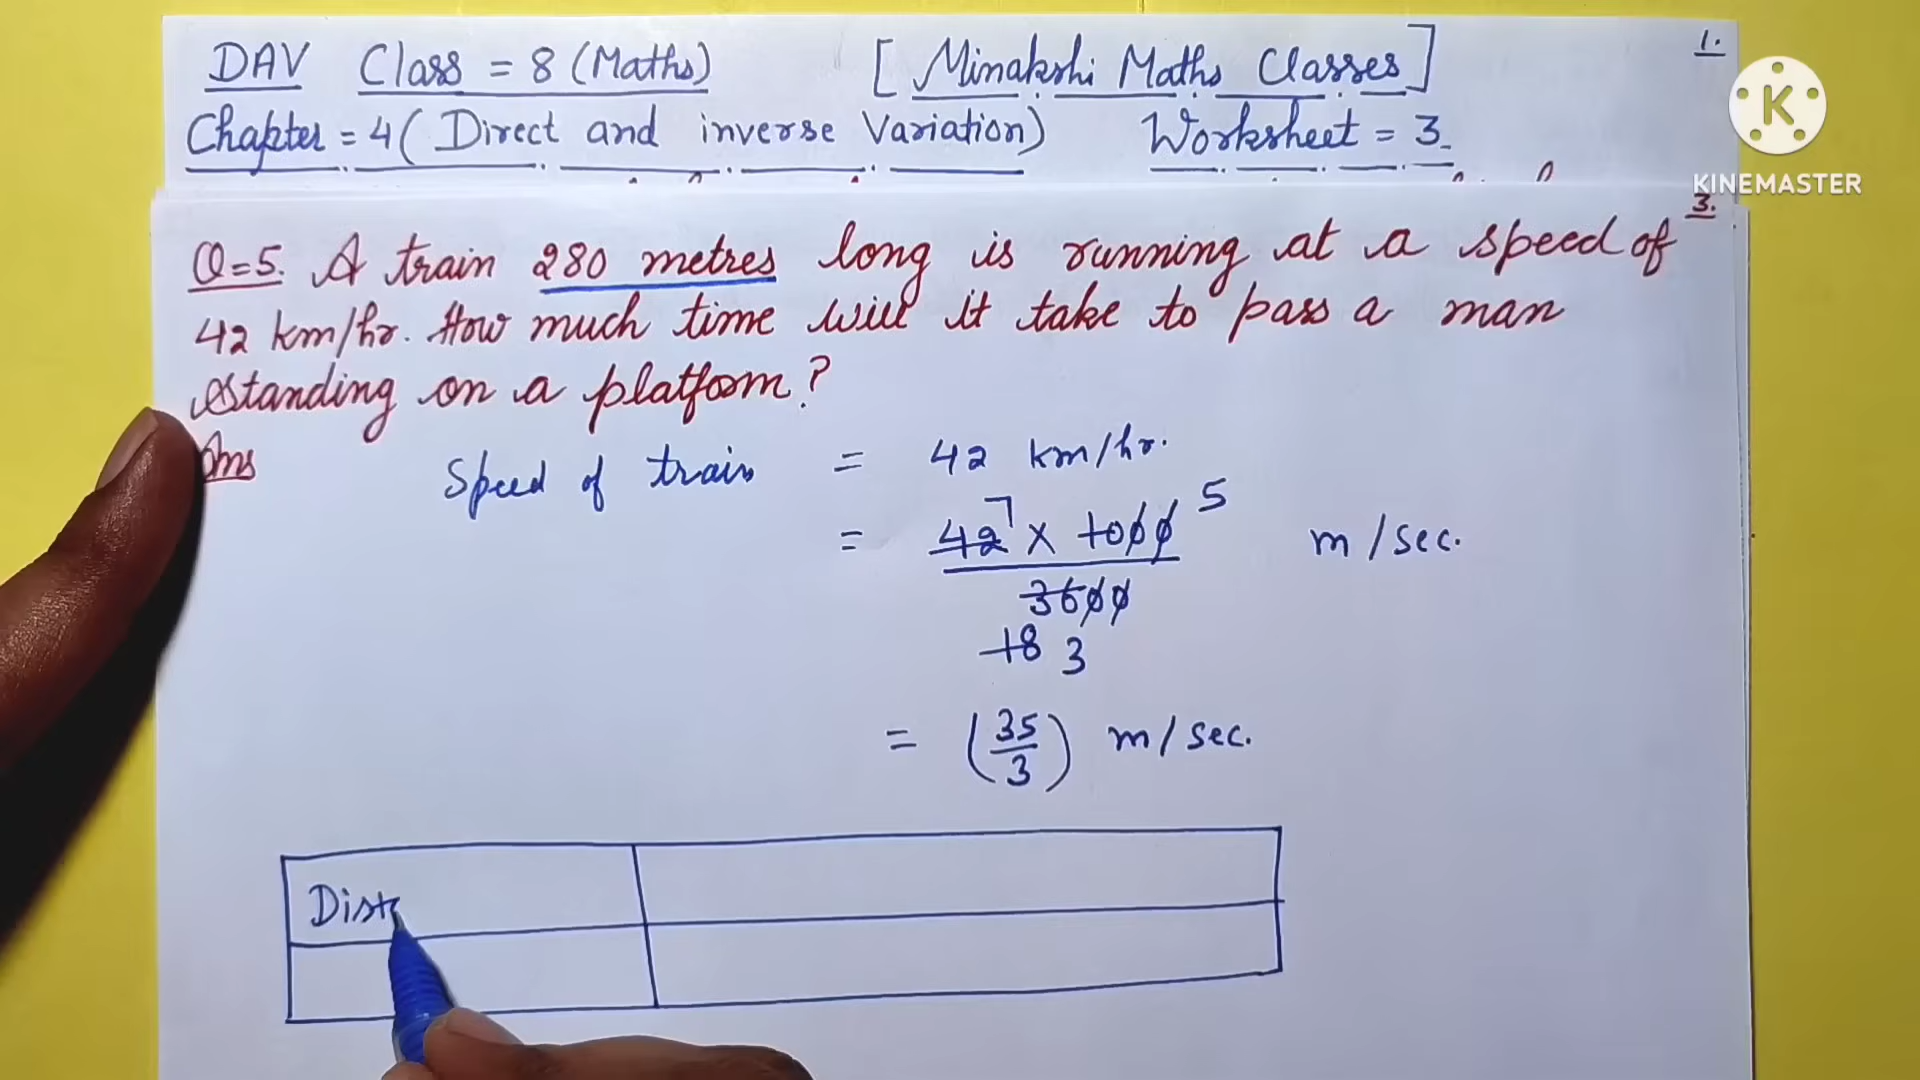 DAV Class = 8 (Maths) [Minakshi Maths Classes] 1.
Chapter = 4 (Direct and inverse Variation) Worksheet = 3
K
KINEMASTER
3.
Q=5. A train 280 metres long is running at a speed of
42 km/hr. How much time will it take to pass a man
standing on a platform?
Ans
Speed of train = 42 km/hr.
= 42 7 x 1000 5 m/sec.
3600
18 3
= (35/3) m/sec.
Dist